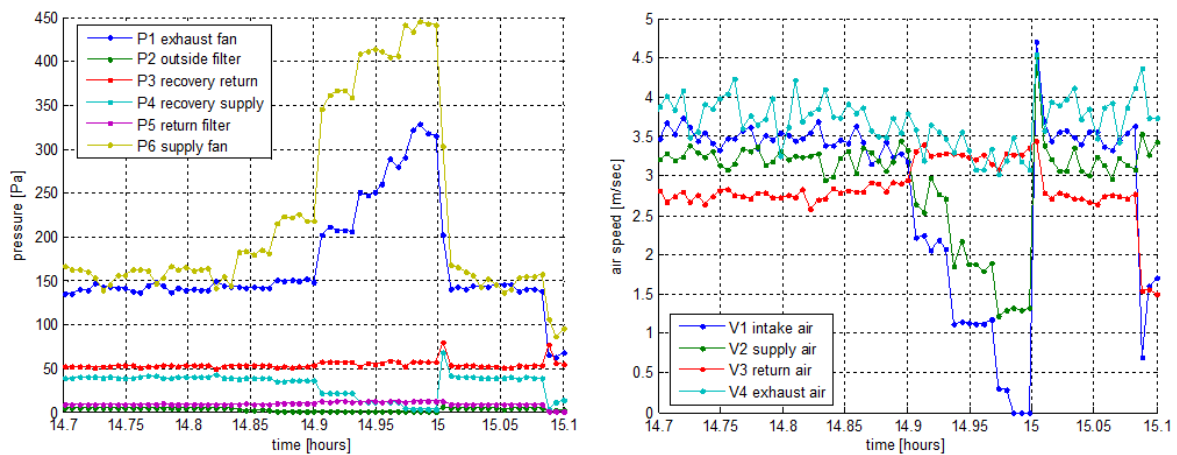 450
400
350
300
250
200
150
100
50
0
pressure [Pa]
P1 exhaust fan
P2 outside filter
P3 recovery return
P4 recovery supply
P5 return filter
P6 supply fan
14.7 14.75 14.8 14.85 14.9 14.95 15 15.05 15.1
time [hours]
5
4.5
4
3.5
3
2.5
2
1.5
1
0.5
0
air speed [m/sec]
V1 intake air
V2 supply air
V3 return air
V4 exhaust air
14.7 14.75 14.8 14.85 14.9 14.95 15 15.05 15.1
time [hours]